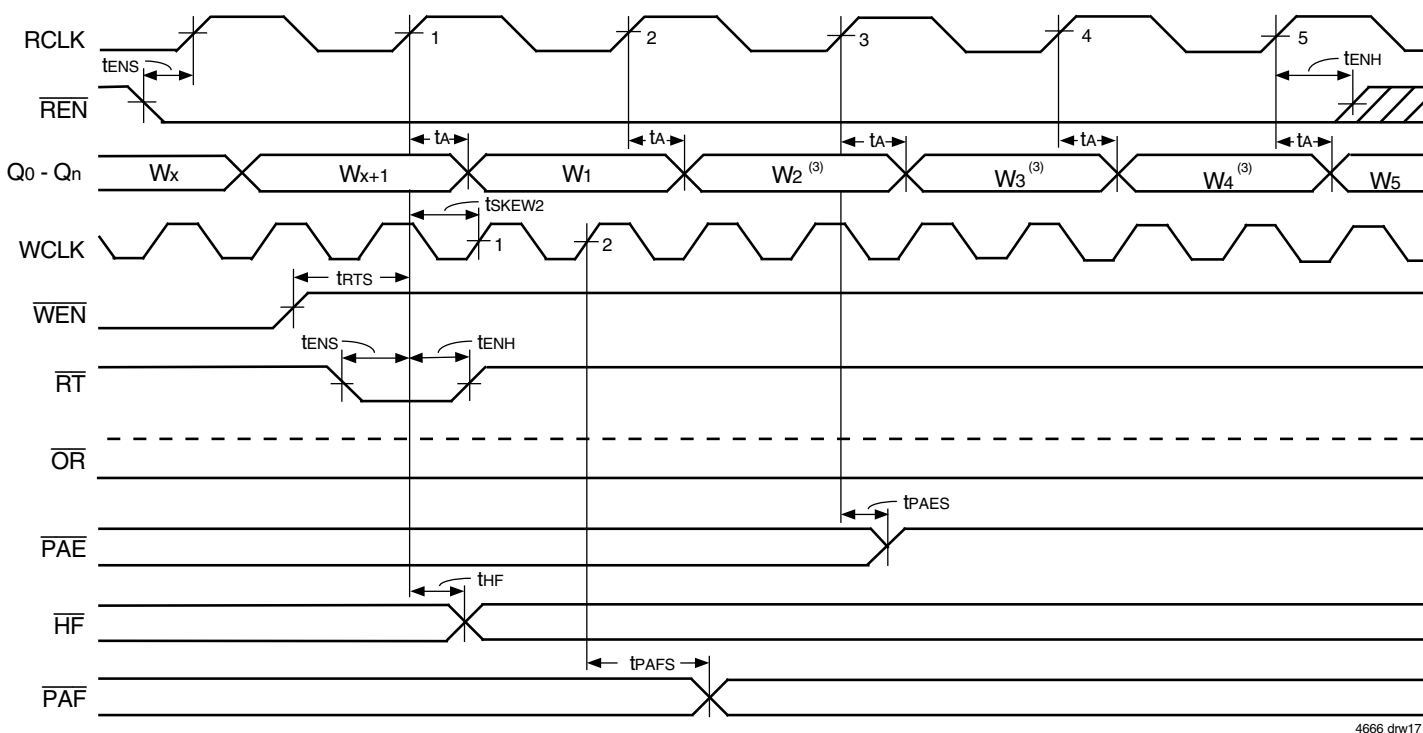 RCLK
1
2
3
4
5
tENS
tENH
REN
tA
tA
tA
tA
tA
Q0 - Qn
Wx
Wx+1
W1
W2 (3)
W3 (3)
W4 (3)
W5
tSKEW2
WCLK
1
2
tRTS
WEN
tENS
tENH
RT
OR
tPAES
PAE
tHF
HF
tPAFS
PAF
4666 drw17